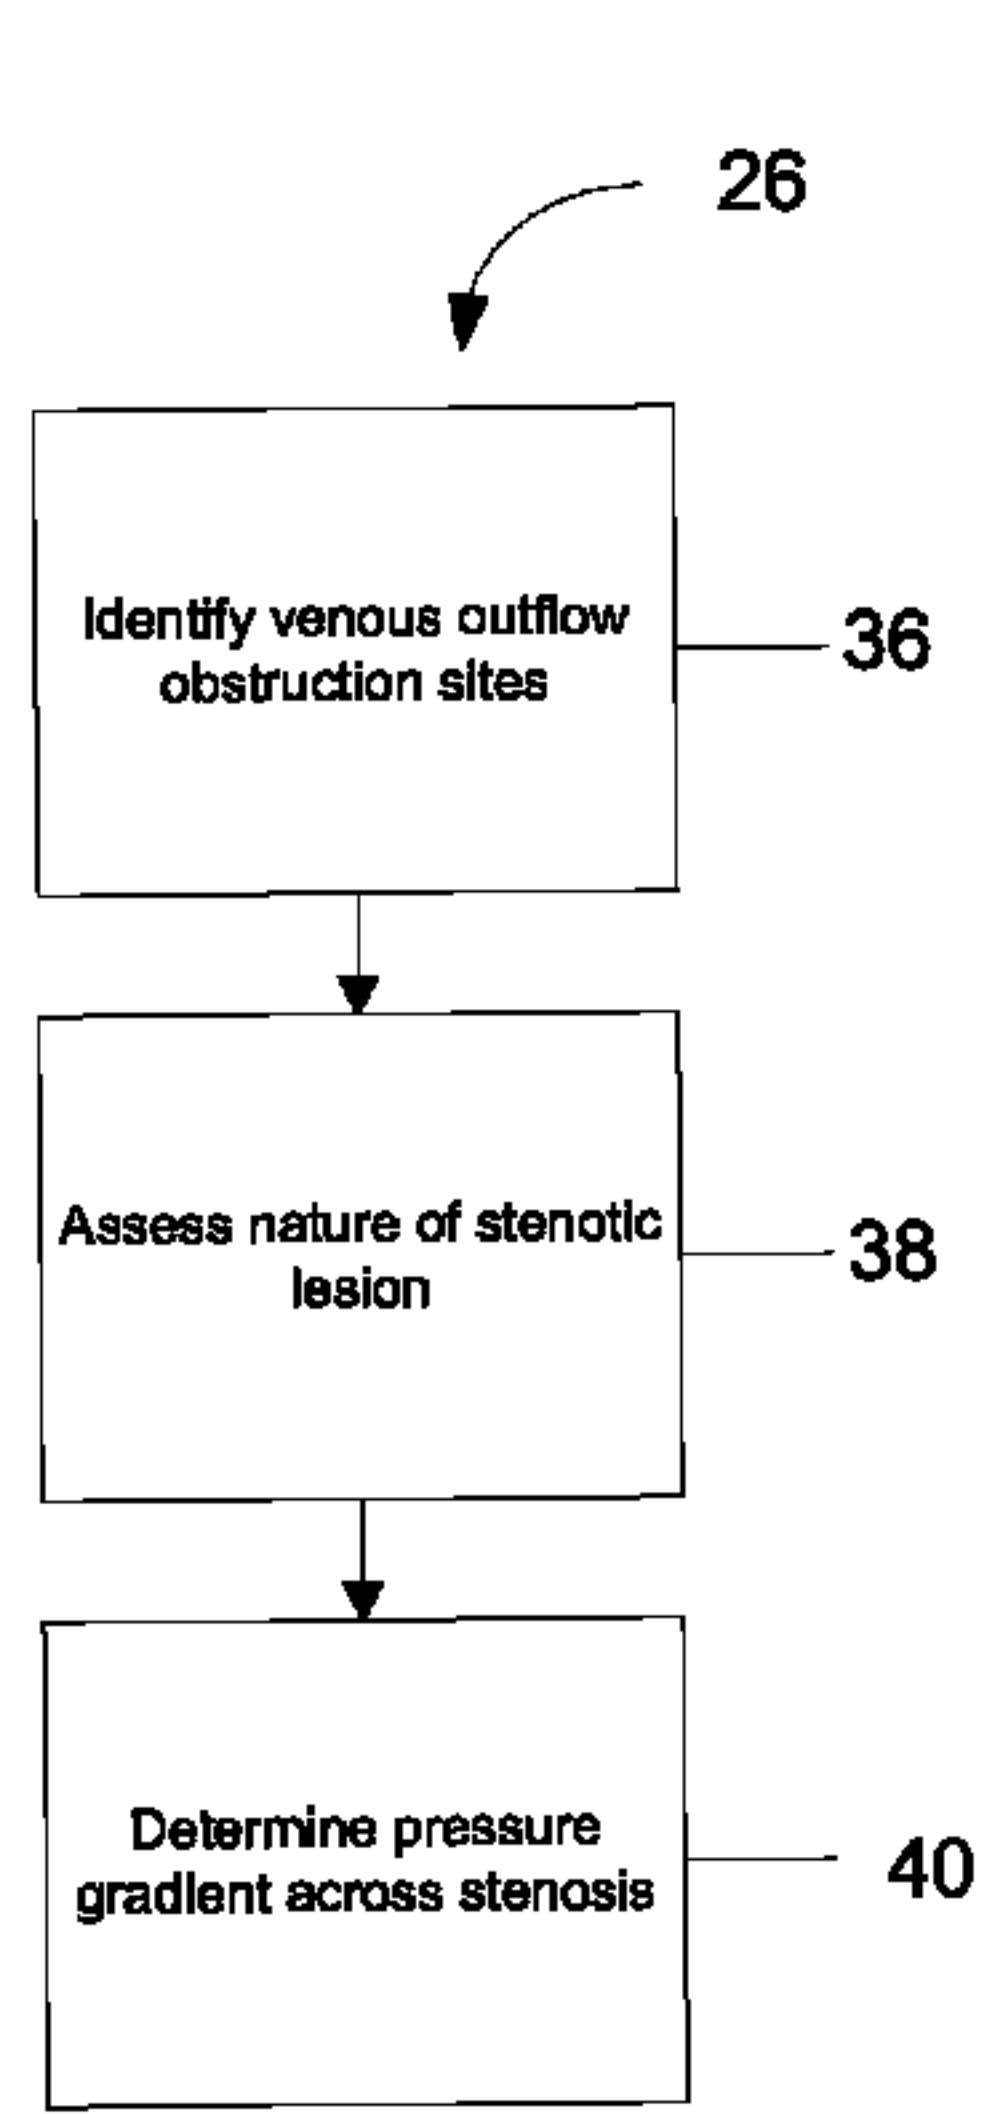 26
Identify venous outflow
obstruction sites
36
Assess nature of stenotic
lesion
38
Determine pressure
gradient across stenosis
40